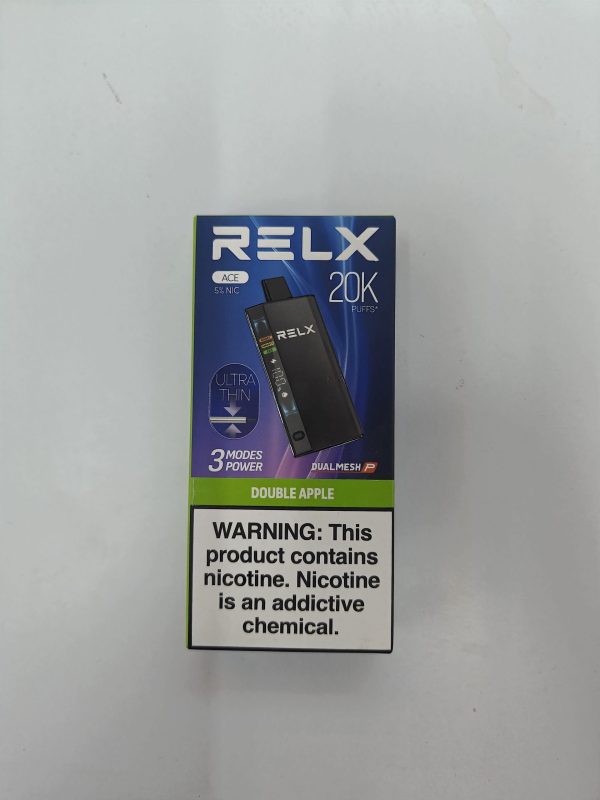 RELX
ACE
5% NIC
20K
PUFFS*
RELX
100
ULTRA
THIN
3 MODES
POWER
DUALMESH P
DOUBLE APPLE
WARNING: This
product contains
nicotine. Nicotine
is an addictive
chemical.